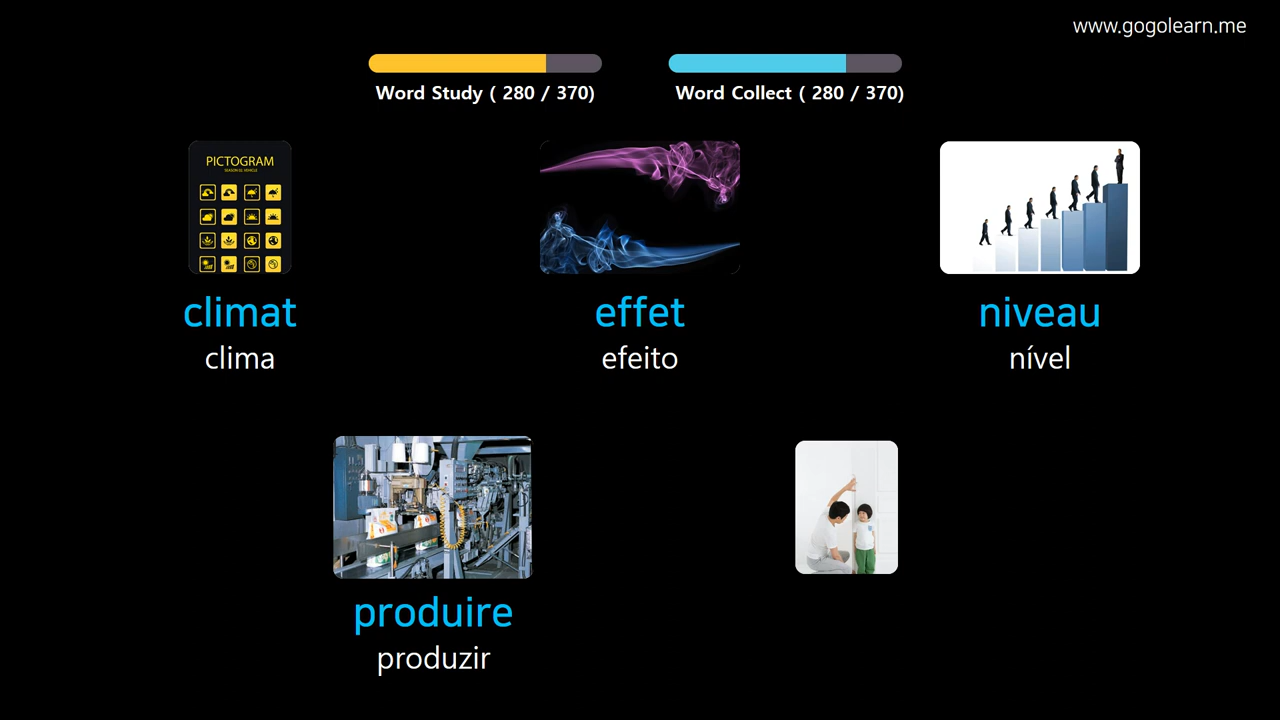 www.gogolearn.me
Word Study ( 280 / 370)
Word Collect ( 280 / 370)
PICTOGRAM
climat
clima
effet
efeito
niveau
nível
produire
produzir